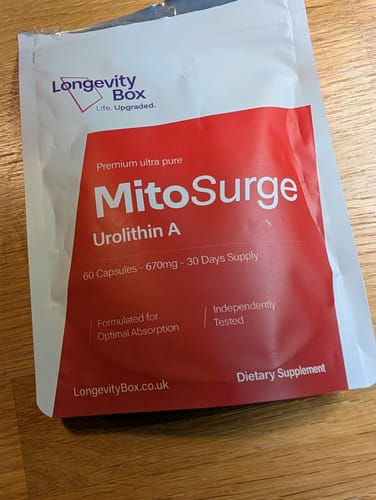 Longevity
Box
Life. Upgraded.
Premium ultra pure
MitoSurge
Urolithin A
60 Capsules - 670mg - 30 Days Supply
Formulated for
Optimal Absorption
Independently
Tested
LongevityBox.co.uk
Dietary Supplement